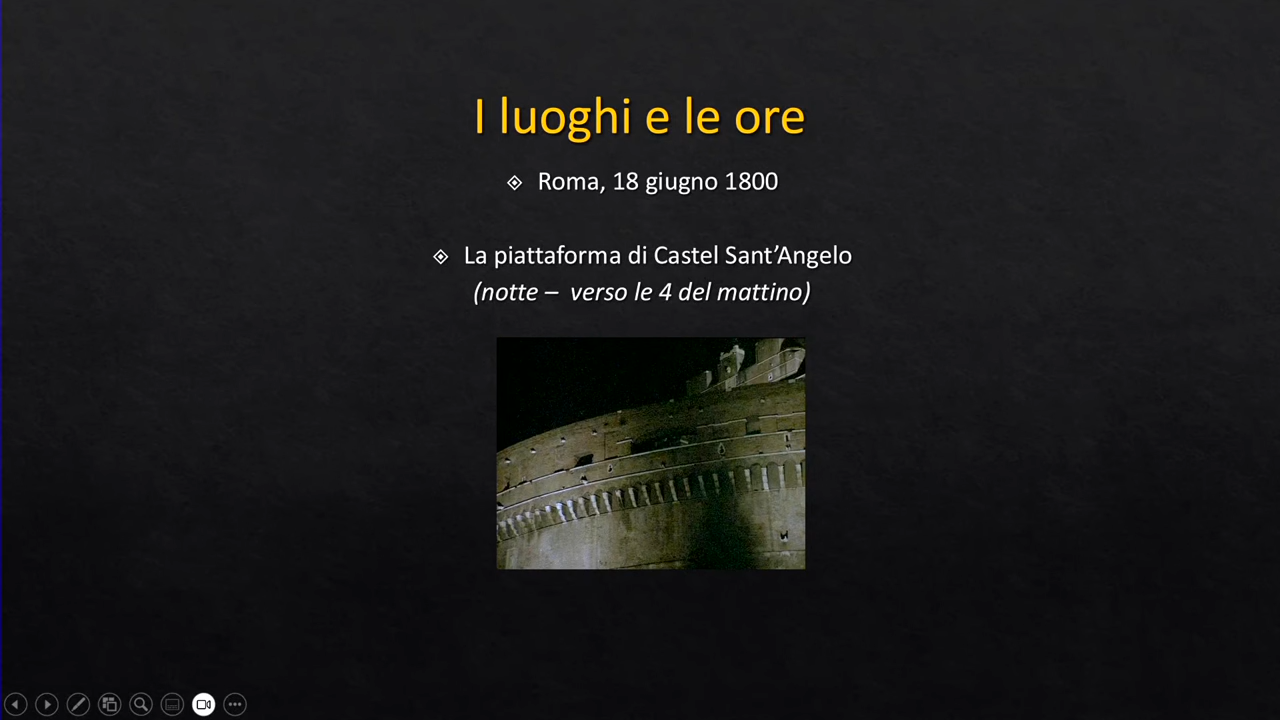 I luoghi e le ore
Roma, 18 giugno 1800
La piattaforma di Castel Sant’Angelo
(notte – verso le 4 del mattino)